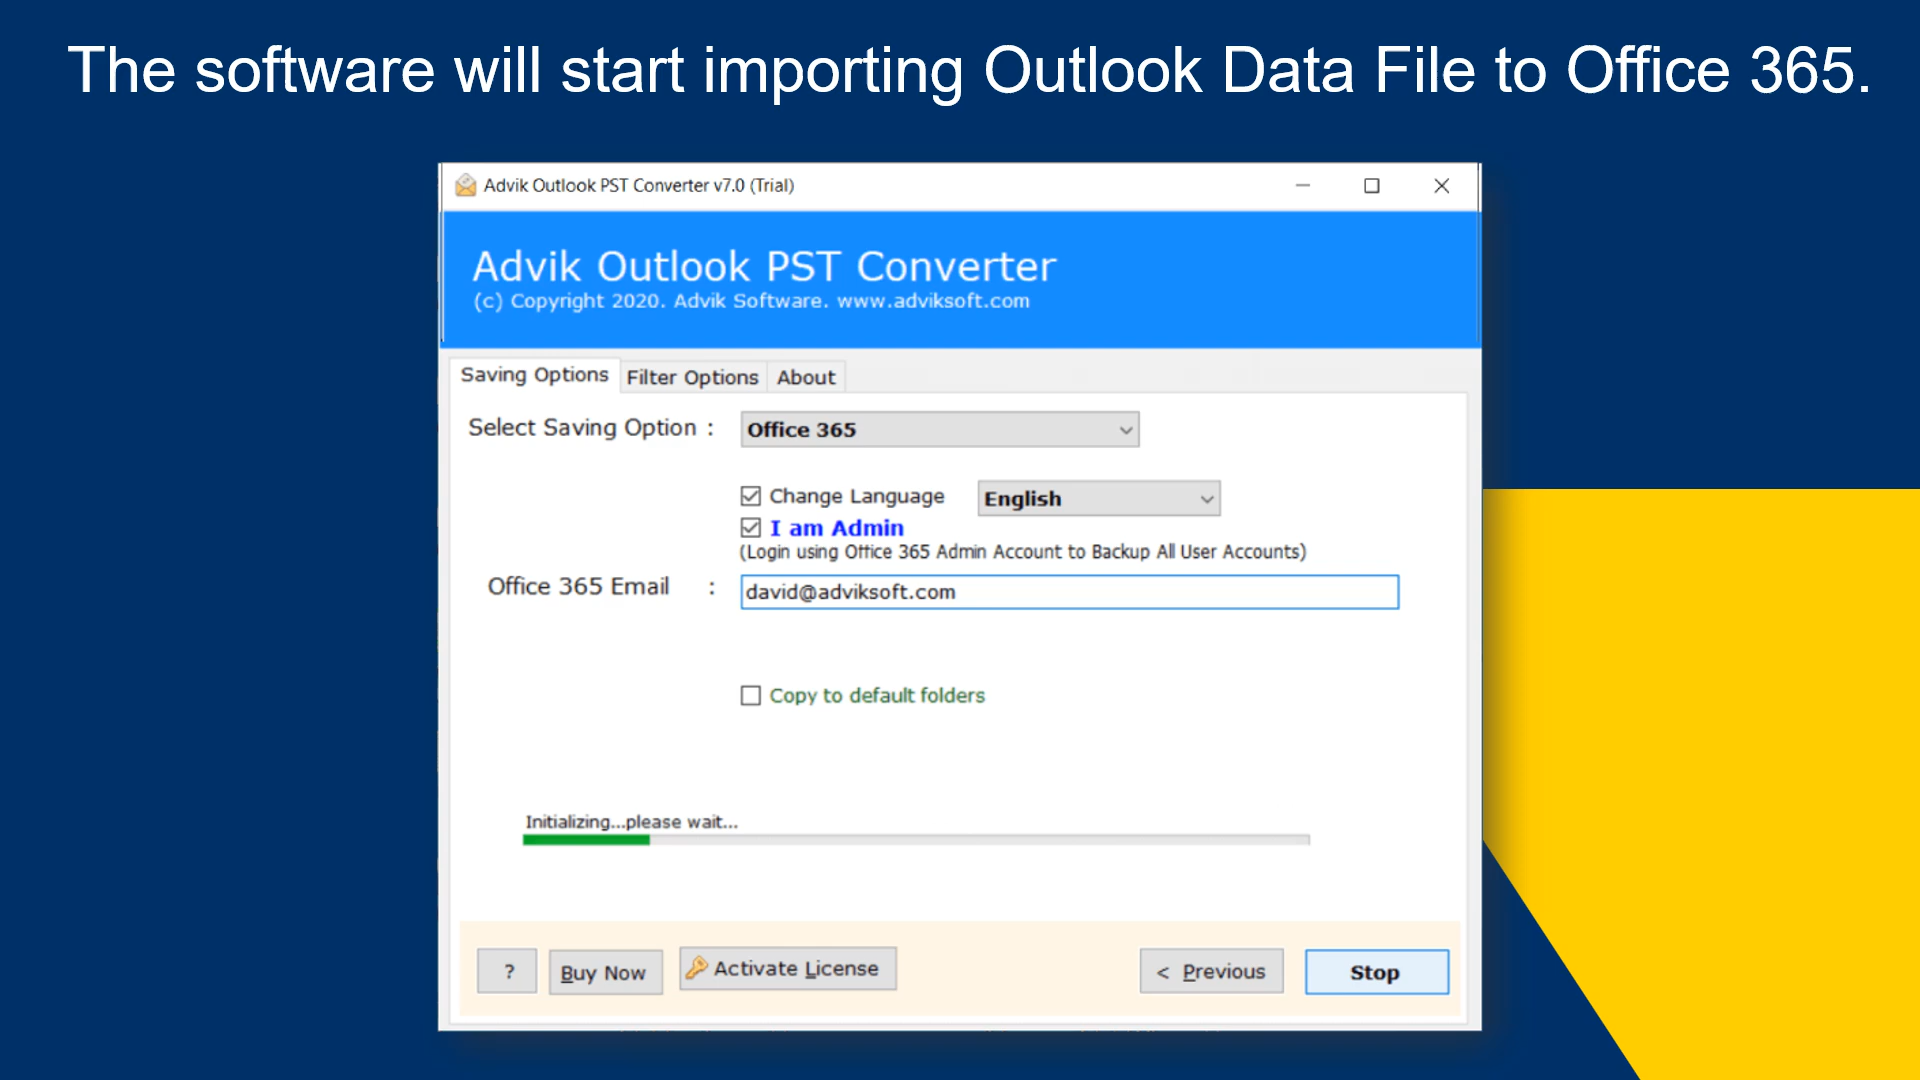 The software will start importing Outlook Data File to Office 365.
Advik Outlook PST Converter v7.0 (Trial)
Advik Outlook PST Converter
(c) Copyright 2020. Advik Software. www.adviksoft.com
Saving Options Filter Options About
Select Saving Option : Office 365
Change Language English
I am Admin
(Login using Office 365 Admin Account to Backup All User Accounts)
Office 365 Email : david@adviksoft.com
Copy to default folders
Initializing...please wait...
? Buy Now Activate License < Previous Stop